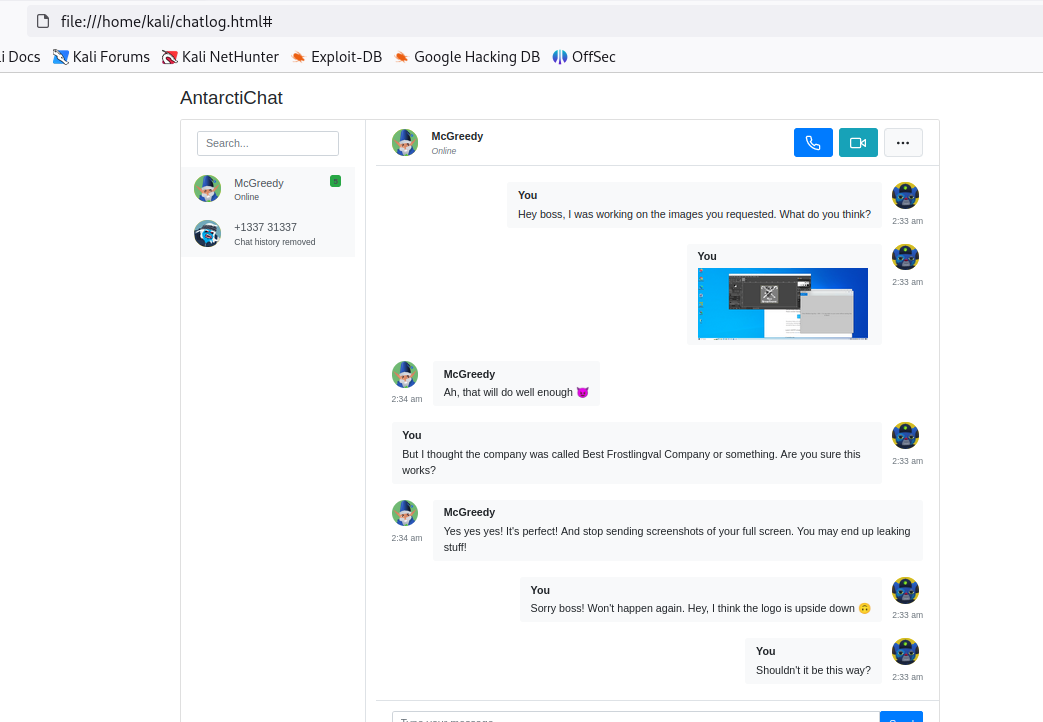 file:///home/kali/chatlog.html#
i Docs Kali Forums Kali NetHunter Exploit-DB Google Hacking DB OffSec
AntarctiChat
Search...
McGreedy
Online
McGreedy
Online
+1337 31337
Chat history removed
You
Hey boss, I was working on the images you requested. What do you think?
2:33 am
You
2:33 am
McGreedy
Ah, that will do well enough 😈
2:34 am
You
But I thought the company was called Best Frostlingval Company or something. Are you sure this
works?
2:33 am
McGreedy
Yes yes yes! It's perfect! And stop sending screenshots of your full screen. You may end up leaking
stuff!
2:34 am
You
Sorry boss! Won't happen again. Hey, I think the logo is upside down 🙃
2:33 am
You
Shouldn't it be this way?
2:33 am
Type your message